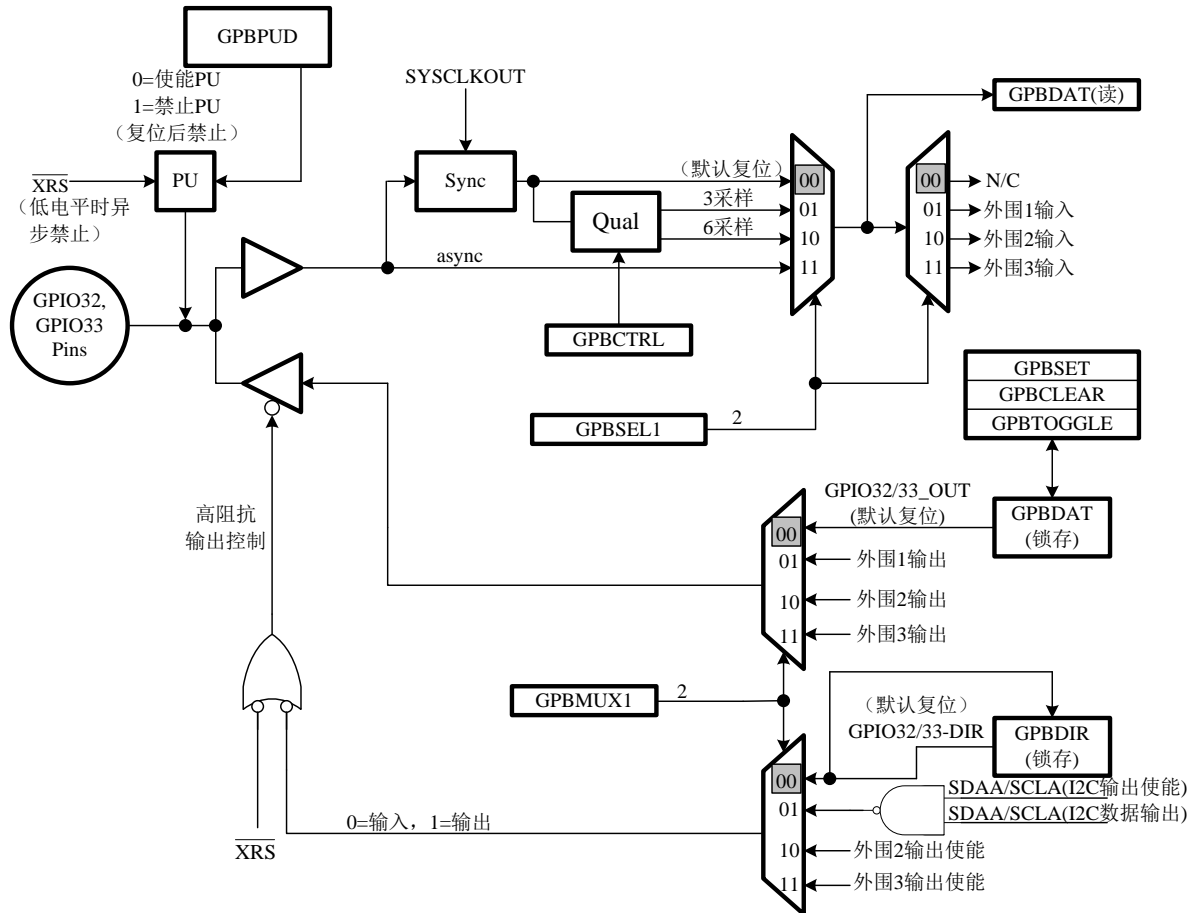 GPBPUD
0=使能PU
1=禁止PU
（复位后禁止）
XRS
（低电平时异
步禁止）
PU
SYSCLKOUT
Sync
（默认复位）
3采样
6采样
Qual
async
GPBCTRL
00
01
10
11
GPBDAT(读)
00
01
10
11
N/C
外围1输入
外围2输入
外围3输入
GPIO32,
GPIO33
Pins
GPBSEL1
2
GPBSET
GPBCLEAR
GPBTOGGLE
GPIO32/33_OUT
(默认复位)
GPBDAT
(锁存)
00
01
10
11
外围1输出
外围2输出
外围3输出
高阻抗
输出控制
GPBMUX1
2
（默认复位）
GPIO32/33-DIR
GPBDIR
(锁存)
00
01
10
11
SDAA/SCLA(I2C输出使能)
SDAA/SCLA(I2C数据输出)
外围2输出使能
外围3输出使能
0=输入，1=输出
XRS